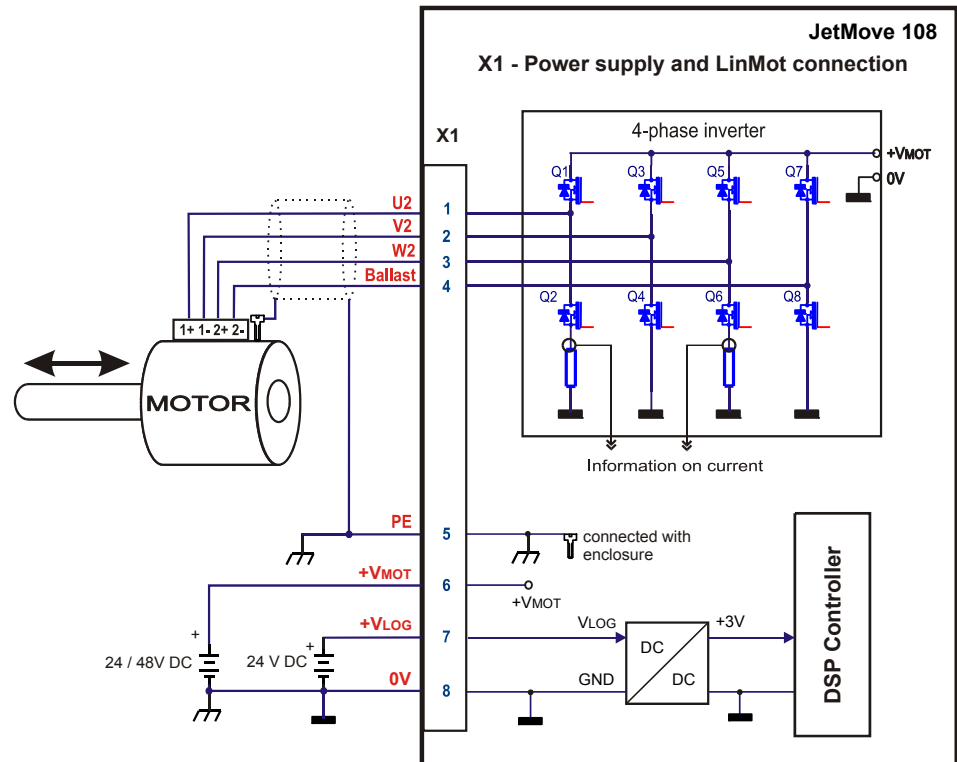 JetMove 108
X1 - Power supply and LinMot connection
X1
4-phase inverter
+VMOT
0V
Q1
Q3
Q5
Q7
Q2
Q4
Q6
Q8
U2
1
V2
2
W2
3
Ballast
4
1+ 1- 2+ 2-
MOTOR
Information on current
PE
5
connected with
enclosure
+VMOT
6
+VMOT
+VLOG
7
VLOG
+3V
+
24 / 48V DC
+
24 V DC
DC
DC
0V
8
GND
DSP Controller